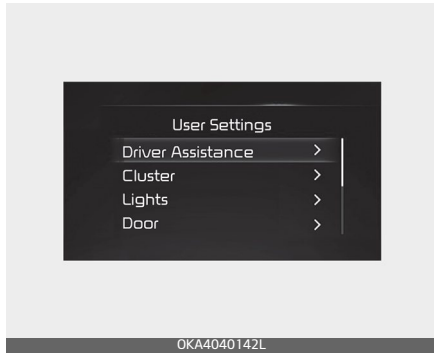 User Settings
Driver Assistance >
Cluster >
Lights >
Door >
OKA4040142L